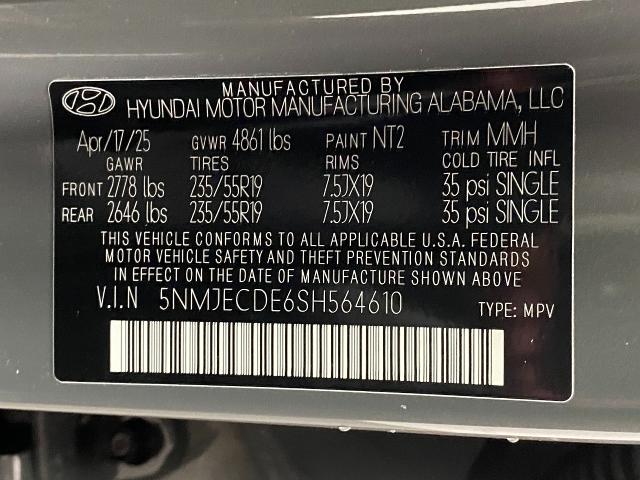 MANUFACTURED BY
HYUNDAI MOTOR MANUFACTURING ALABAMA, LLC
Apr/17/25 GVWR 4861 lbs PAINT NT2 TRIM MMH
GAWR TIRES RIMS COLD TIRE INFL
FRONT 2778 lbs 235/55R19 7.5JX19 35 psi SINGLE
REAR 2646 lbs 235/55R19 7.5JX19 35 psi SINGLE
THIS VEHICLE CONFORMS TO ALL APPLICABLE U.S.A. FEDERAL
MOTOR VEHICLE SAFETY AND THEFT PREVENTION STANDARDS
IN EFFECT ON THE DATE OF MANUFACTURE SHOWN ABOVE
V.I.N 5NMJECDE6SH564610 TYPE: MPV